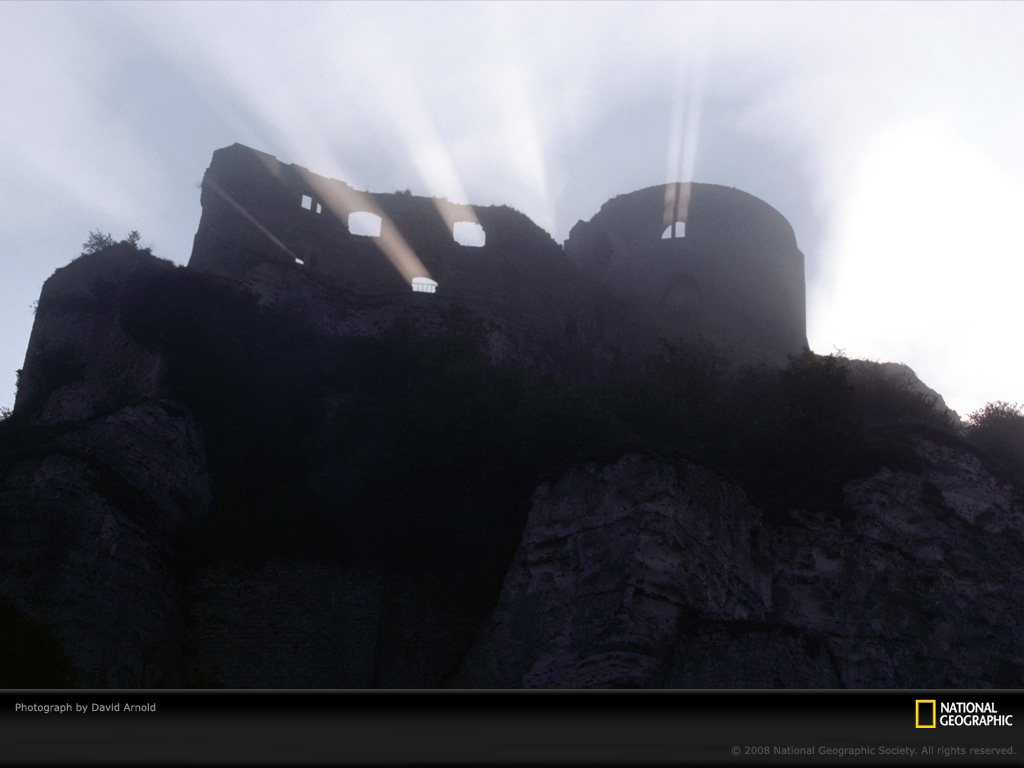 Photograph by David Arnold
NATIONAL
GEOGRAPHIC
© 2008 National Geographic Society. All rights reserved.